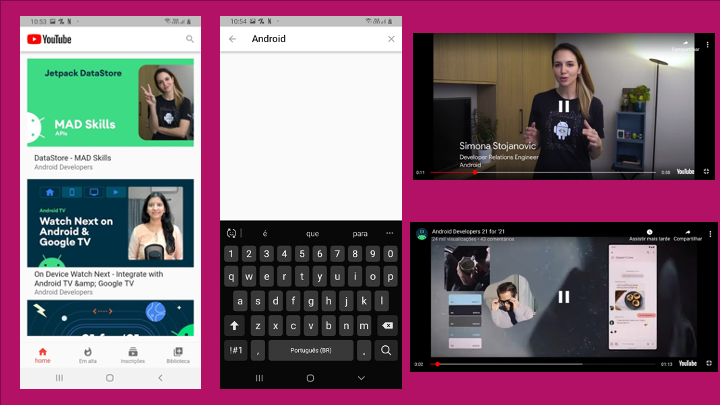 10:53
YouTube
Jetpack DataStore
MAD Skills
APIs
DataStore - MAD Skills
Android Developers
Android TV
Watch Next on
Android &
Google TV
On Device Watch Next - Integrate with
Android TV &amp; Google TV
Android Developers
home
Em alta
Inscrições
Biblioteca
10:54
Android
é que para
1 2 3 4 5 6 7 8 9 0
q w e r t y u i o p
a s d f g h j k l
z x c v b n m
!#1 , Português (BR) .
Compartilhar
Simona Stojanovic
Developer Relations Engineer
Android
0:11
YouTube
Android Developers 21 for '21
24 mil visualizações • 43 comentários
Assistir mais tarde Compartilhar
0:02 01:13
YouTube